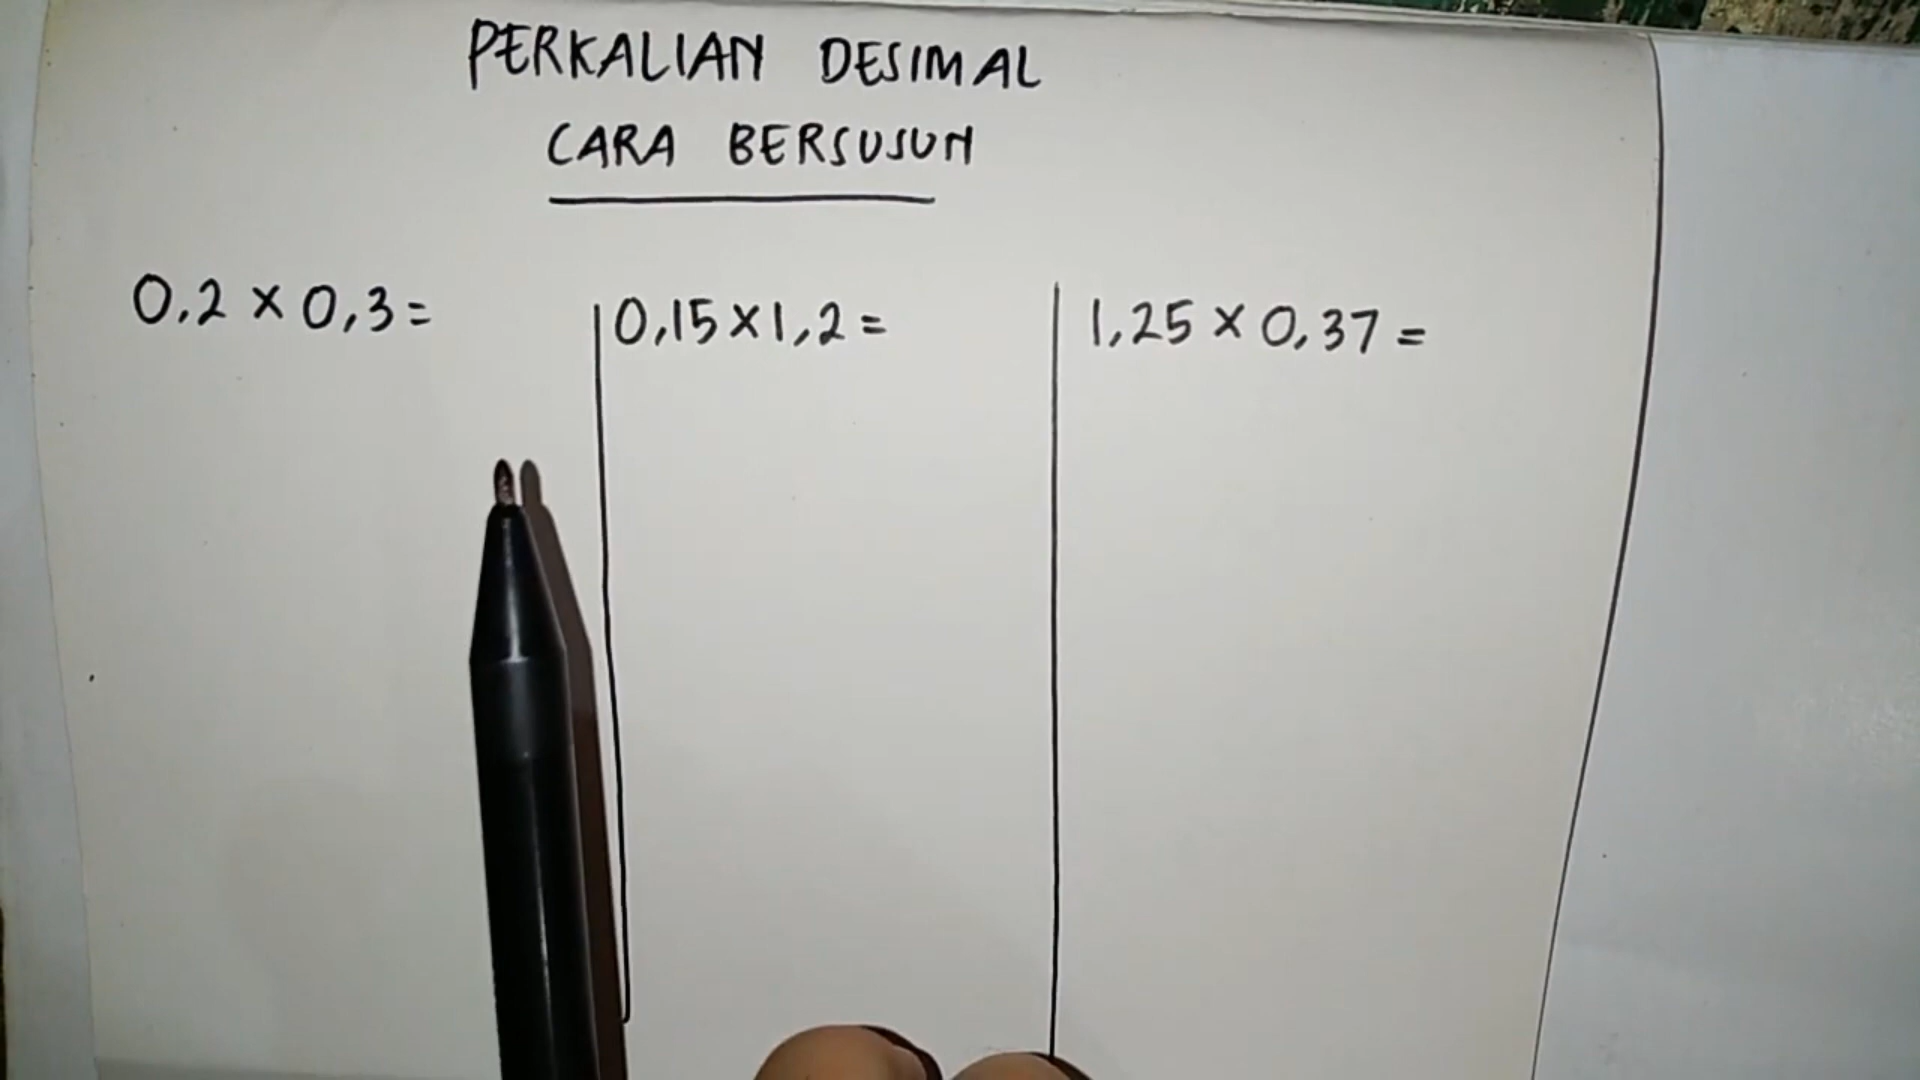 PERKALIAN DESIMAL
CARA BERSUSUN
0,2 × 0,3 =
0,15 × 1,2 =
1,25 × 0,37 =